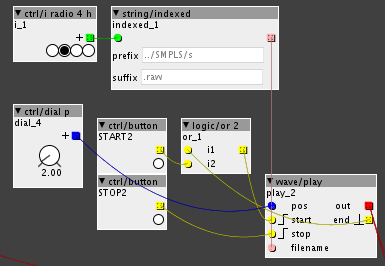 ctrl/i radio 4 h
i_1
+
string/indexed
indexed_1
prefix ../SMPLS/s
suffix .raw
ctrl/dial p
dial_4
+
2.00
ctrl/button
START2
logic/or 2
or_1
i1
i2
ctrl/button
STOP2
wave/play
play_2
pos out
start end
stop
filename